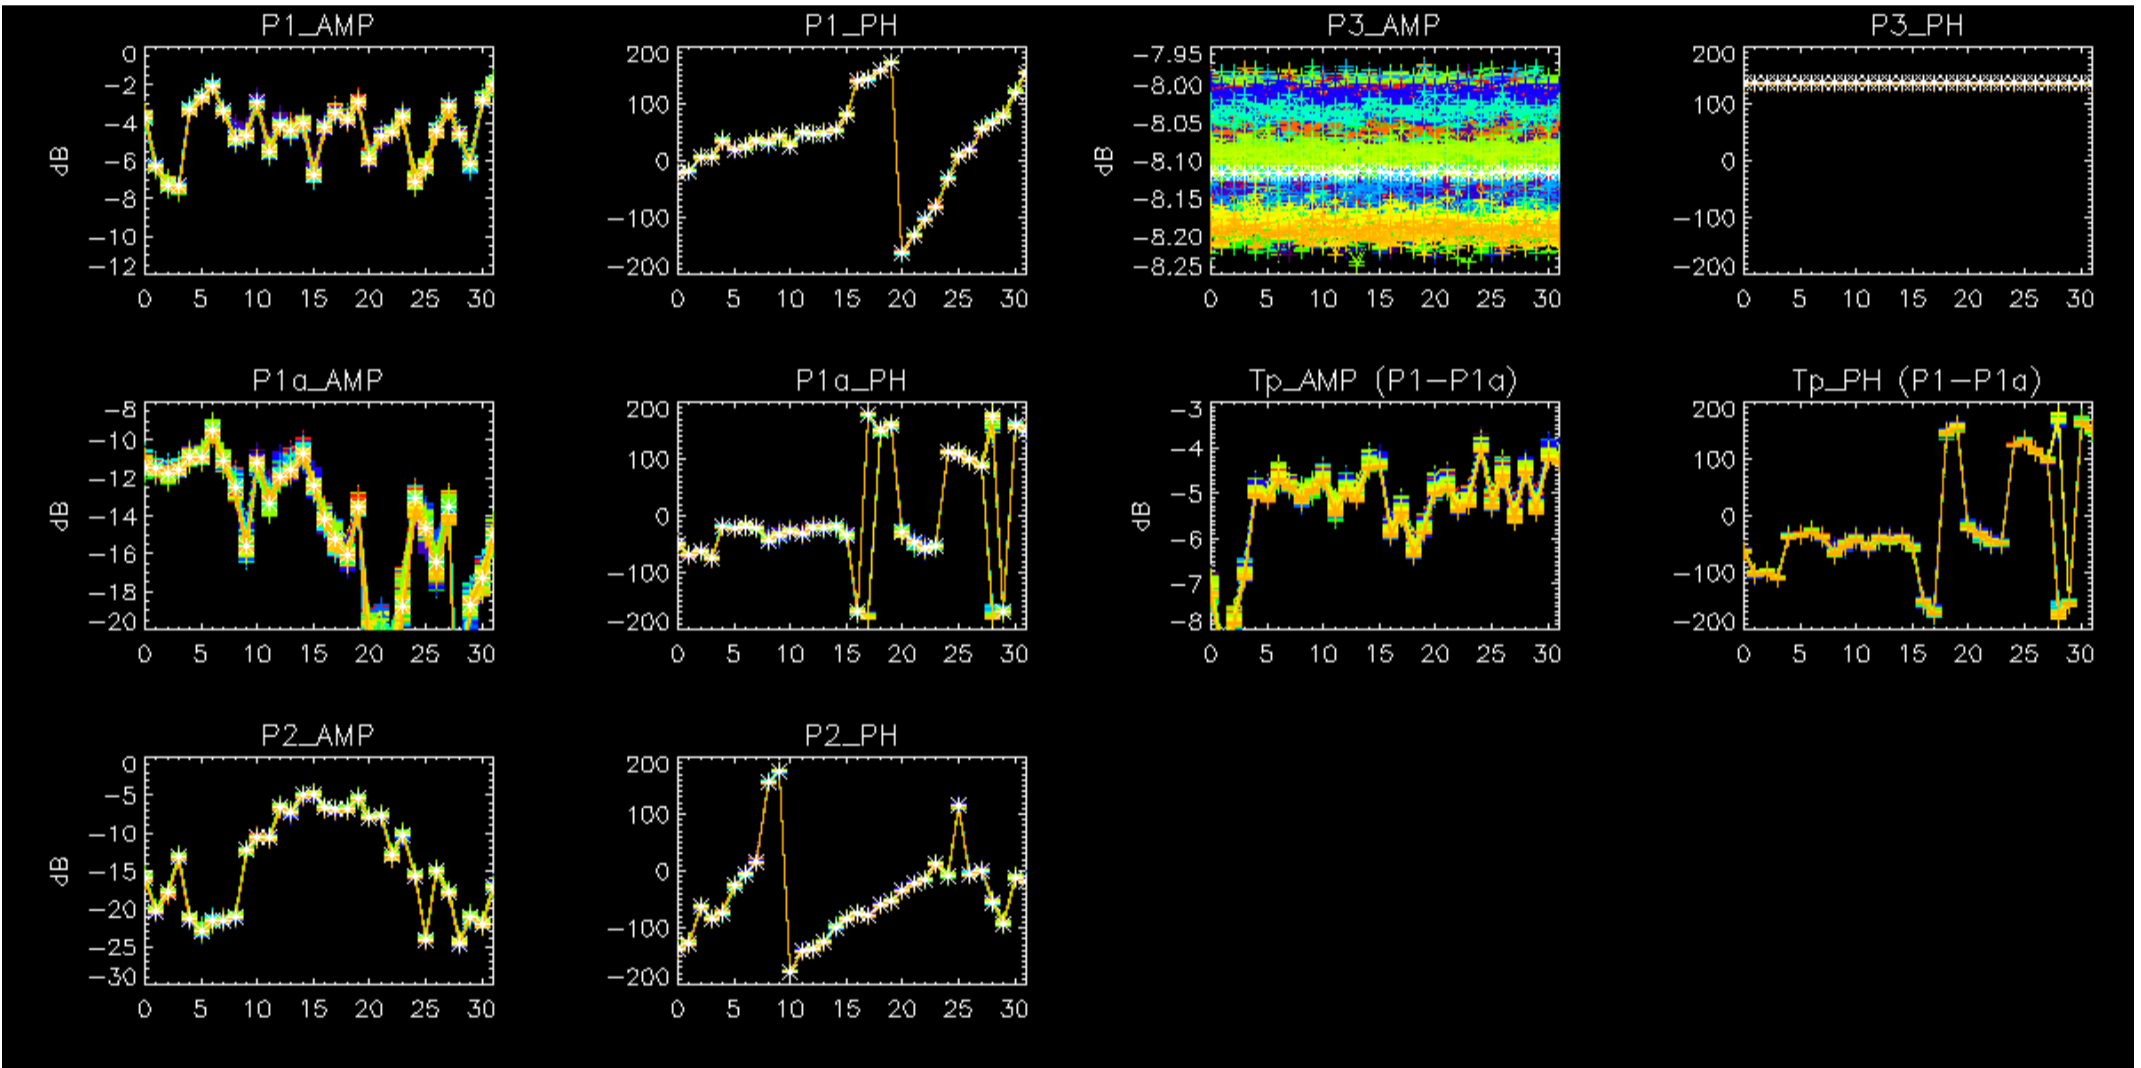 P1_AMP
dB
0
−2
−4
−6
−8
−10
−12
0 5 10 15 20 25 30
P1_PH
200
100
0
−100
−200
0 5 10 15 20 25 30
P3_AMP
dB
−7.95
−8.00
−8.05
−8.10
−8.15
−8.20
−8.25
0 5 10 15 20 25 30
P3_PH
200
100
0
−100
−200
0 5 10 15 20 25 30
P1a_AMP
dB
−8
−10
−12
−14
−16
−18
−20
0 5 10 15 20 25 30
P1a_PH
200
100
0
−100
−200
0 5 10 15 20 25 30
Tp_AMP (P1−P1a)
dB
−3
−4
−5
−6
−7
−8
0 5 10 15 20 25 30
Tp_PH (P1−P1a)
200
100
0
−100
−200
0 5 10 15 20 25 30
P2_AMP
dB
0
−5
−10
−15
−20
−25
−30
0 5 10 15 20 25 30
P2_PH
200
100
0
−100
−200
0 5 10 15 20 25 30